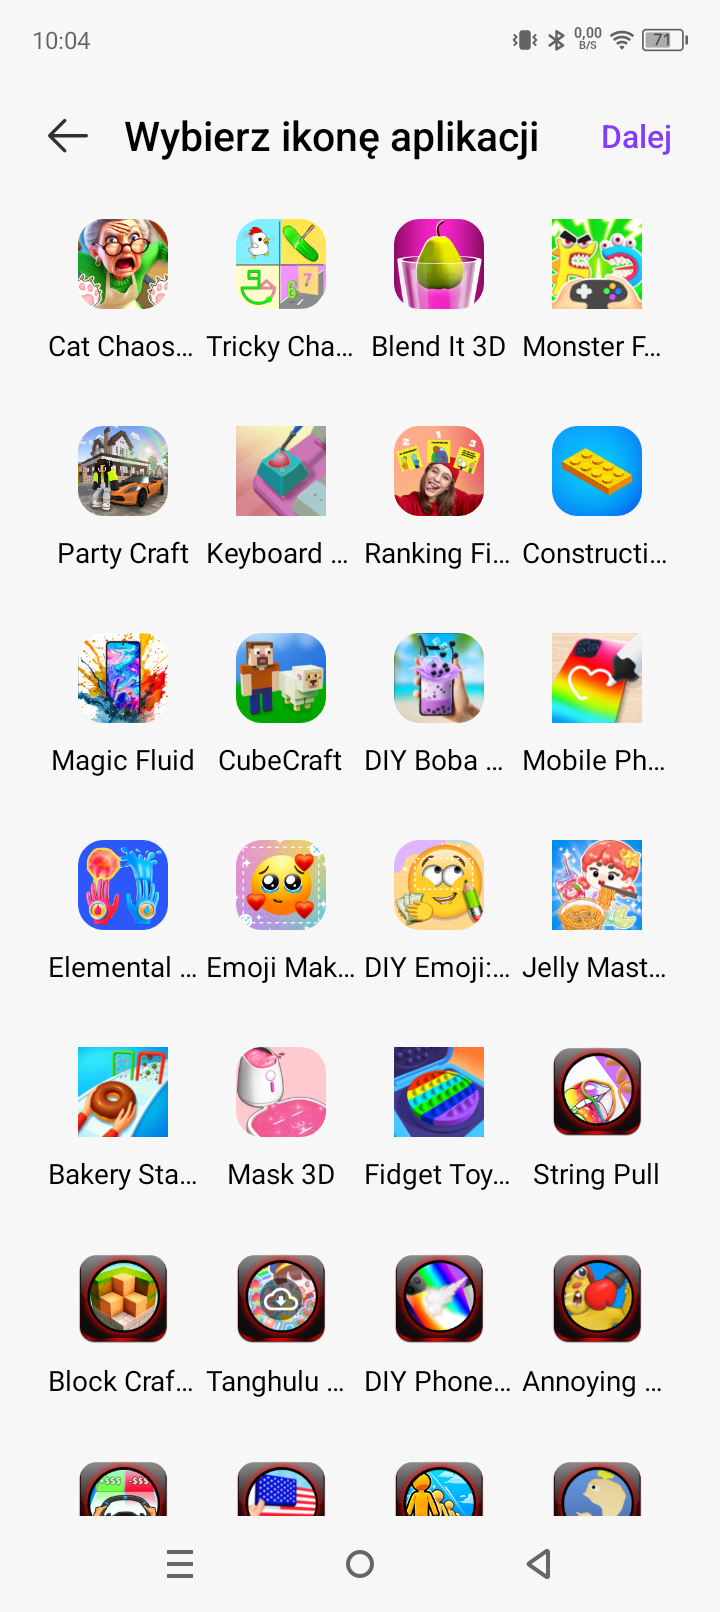 10:04
0,00
B/S
71
Wybierz ikonę aplikacji
Dalej
Cat Chaos...
Tricky Cha...
Blend It 3D
Monster F...
Party Craft
Keyboard ...
Ranking Fi...
Constructi...
Magic Fluid
CubeCraft
DIY Boba ...
Mobile Ph...
Elemental ...
Emoji Mak...
DIY Emoji:...
Jelly Mast...
Bakery Sta...
Mask 3D
Fidget Toy...
String Pull
Block Craf...
Tanghulu ...
DIY Phone...
Annoying ...
+$$$ -$$$